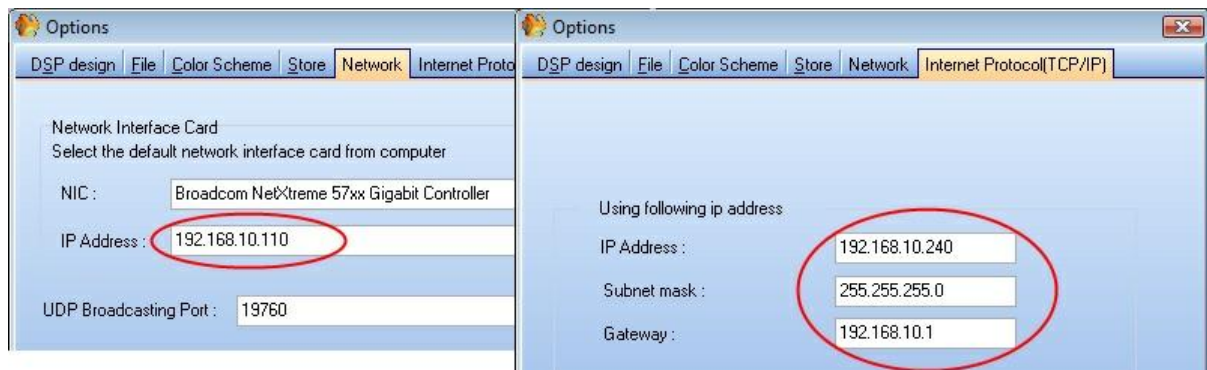 Options
DSP design File Color Scheme Store Network Internet Proto
Network Interface Card
Select the default network interface card from computer
NIC : Broadcom NetXtreme 57xx Gigabit Controller
IP Address : 192.168.10.110
UDP Broadcasting Port : 19760
Options
DSP design File Color Scheme Store Network Internet Protocol(TCP/IP)
Using following ip address
IP Address : 192.168.10.240
Subnet mask : 255.255.255.0
Gateway : 192.168.10.1